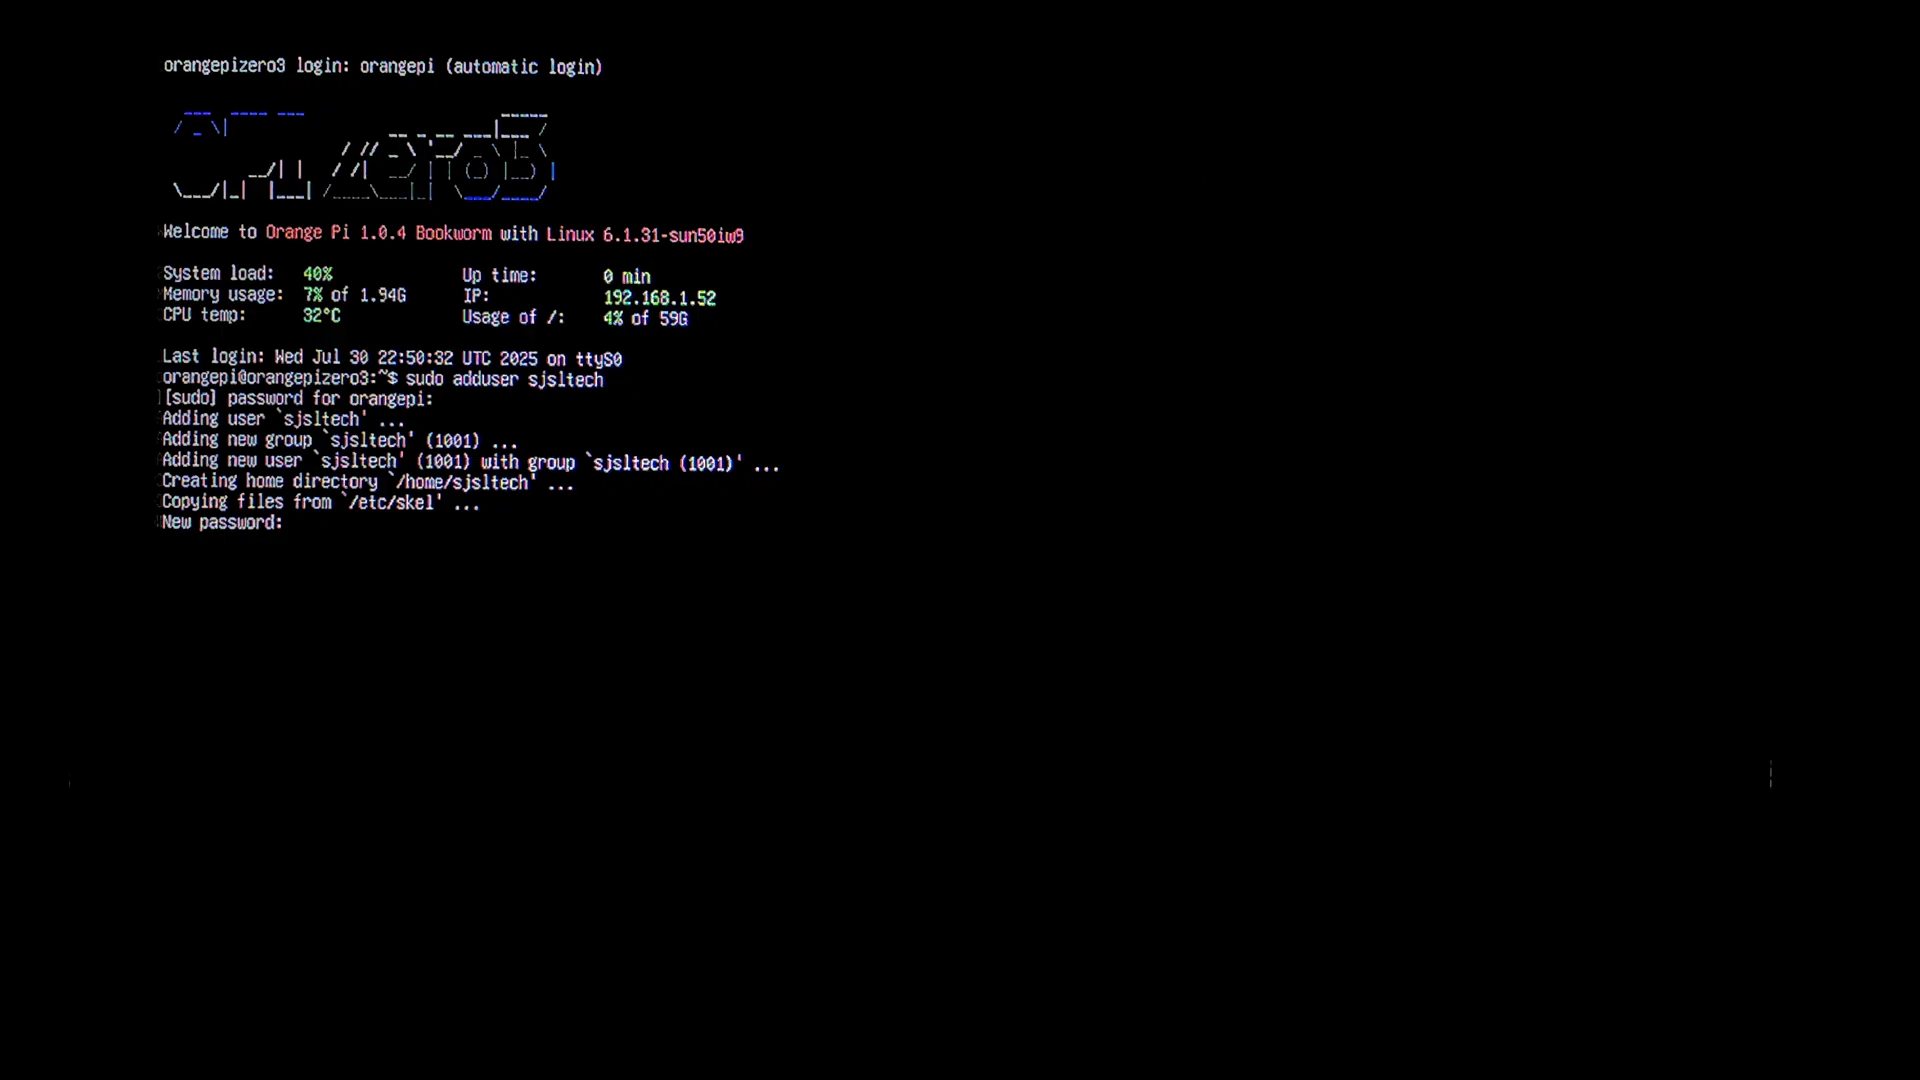 orangepizero3 login: orangepi (automatic login)
Welcome to Orange Pi 1.0.4 Bookworm with Linux 6.1.31-sun50iw9
System load: 40% Up time: 0 min
Memory usage: 7% of 1.94G IP: 192.168.1.52
CPU temp: 32°C Usage of /: 4% of 59G
Last login: Wed Jul 30 22:50:32 UTC 2025 on ttyS0
orangepi@orangepizero3:~$ sudo adduser sjsltech
[sudo] password for orangepi:
Adding user `sjsltech' ...
Adding new group `sjsltech' (1001) ...
Adding new user `sjsltech' (1001) with group `sjsltech (1001)' ...
Creating home directory `/home/sjsltech' ...
Copying files from `/etc/skel' ...
New password: